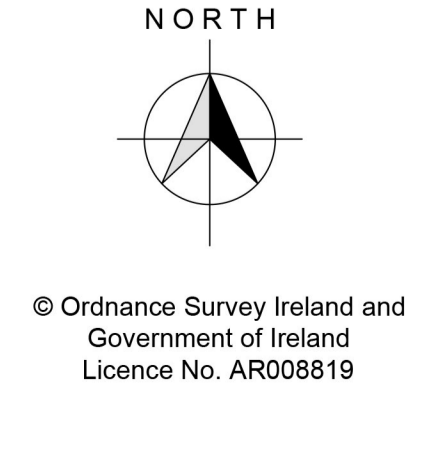 NORTH
© Ordnance Survey Ireland and
Government of Ireland
Licence No. AR008819